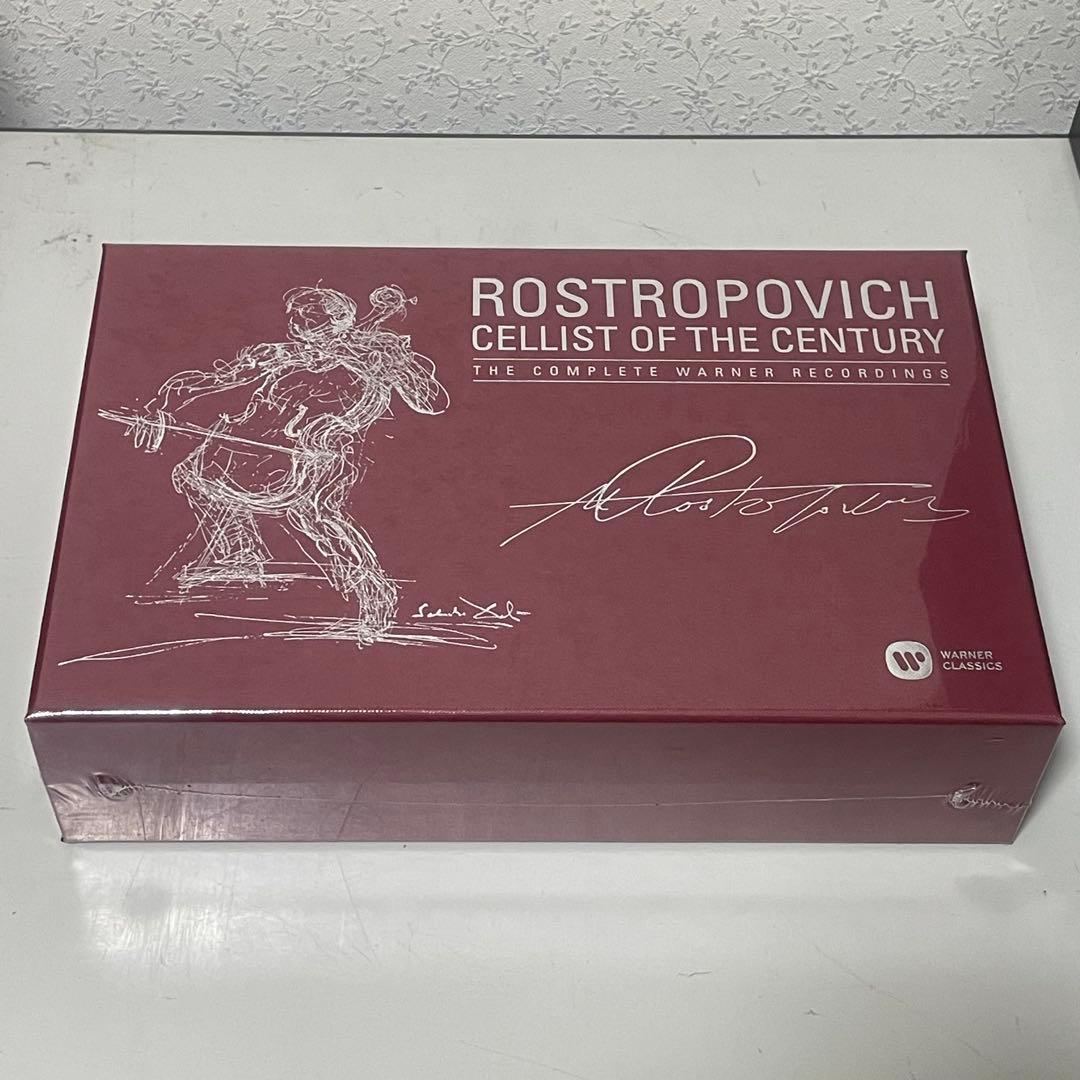 ROSTROPOVICH
CELLIST OF THE CENTURY
THE COMPLETE WARNER RECORDINGS
WARNER
CLASSICS